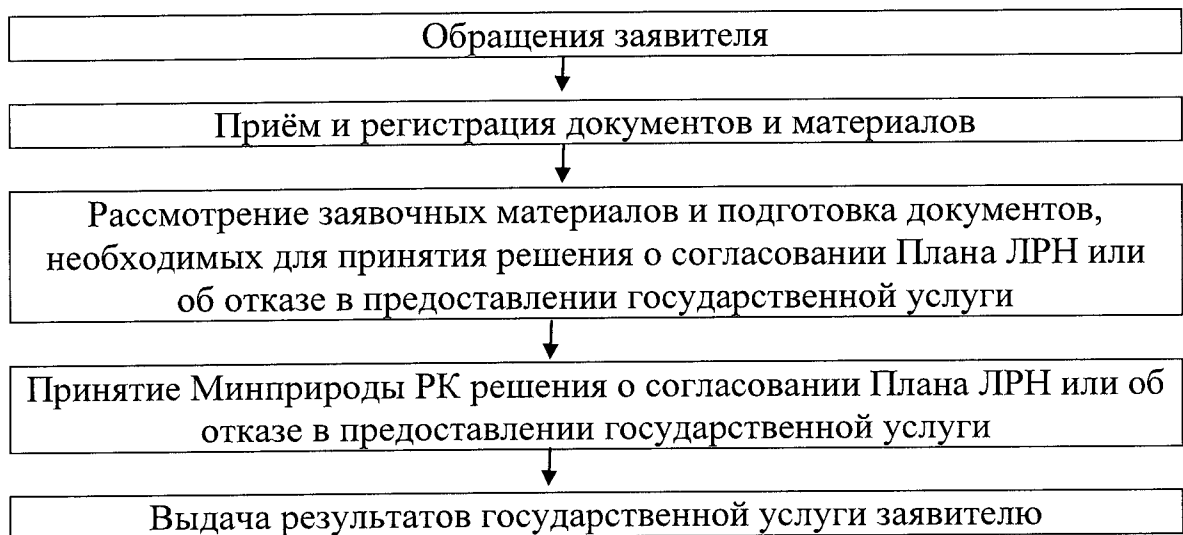 Обращения заявителя
Приём и регистрация документов и материалов
Рассмотрение заявочных материалов и подготовка документов,
необходимых для принятия решения о согласовании Плана ЛРН или
об отказе в предоставлении государственной услуги
Принятие Минприроды РК решения о согласовании Плана ЛРН или об
отказе в предоставлении государственной услуги
Выдача результатов государственной услуги заявителю